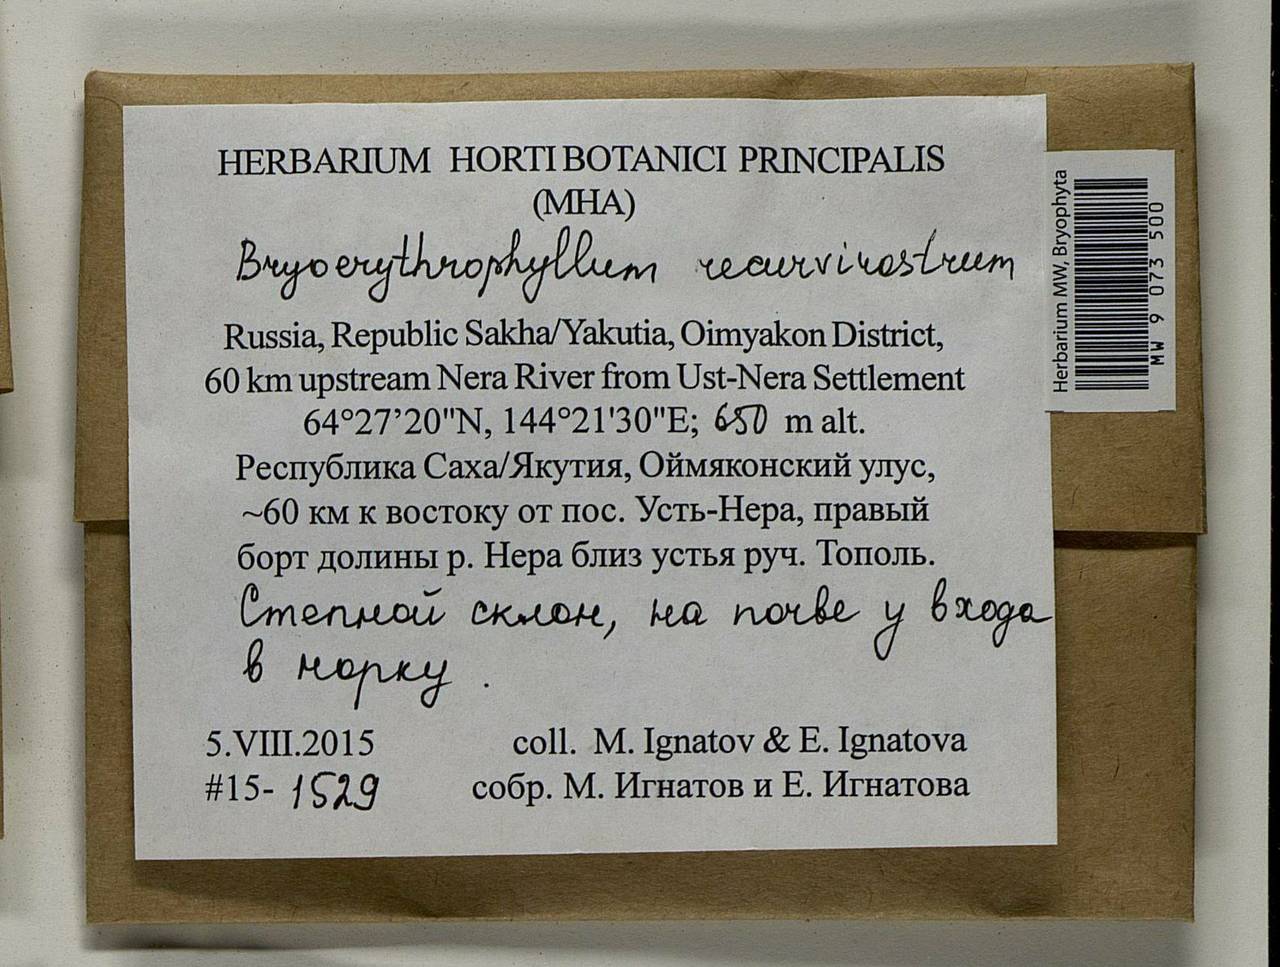 HERBARIUM HORTI BOTANICI PRINCIPALIS
(MHA)
Bryoerythrophyllum recurvirostrum
Russia, Republic Sakha/Yakutia, Oimyakon District,
60 km upstream Nera River from Ust-Nera Settlement
64°27’20"N, 144°21'30"E; 650 m alt.
Республика Саха/Якутия, Оймяконский улус,
~60 км к востоку от пос. Усть-Нера, правый
борт долины р. Нера близ устья руч. Тополь.
Степной склон, на почве у входа
в норку.
5.VIII.2015 coll. M. Ignatov & E. Ignatova
#15-1529 собр. М. Игнатов и Е. Игнатова
Herbarium MW, Bryophyta
MW 9 073 500